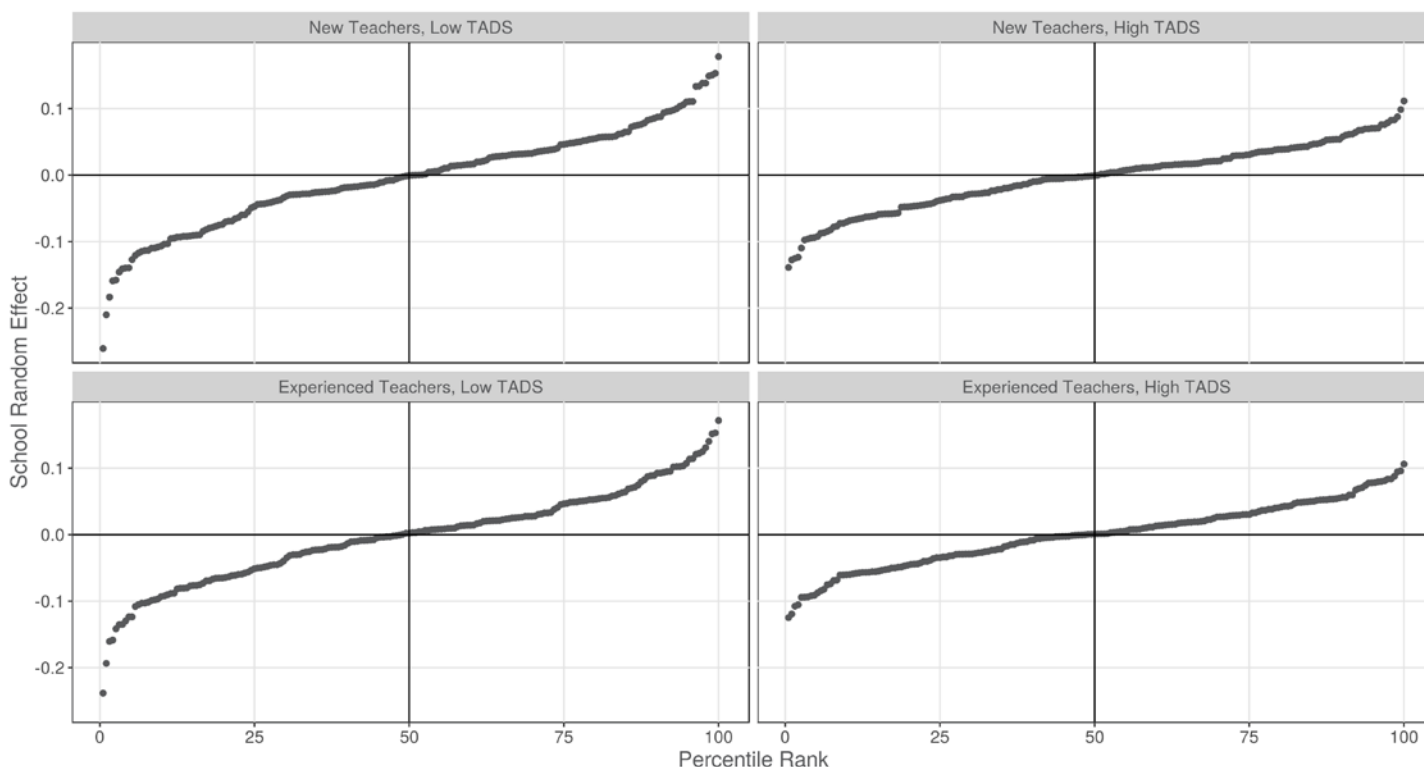 New Teachers, Low TADS
New Teachers, High TADS
0.1
0.0
-0.1
-0.2
Experienced Teachers, Low TADS
Experienced Teachers, High TADS
0.1
0.0
-0.1
-0.2
School Random Effect
0 25 50 75 100
0 25 50 75 100
Percentile Rank